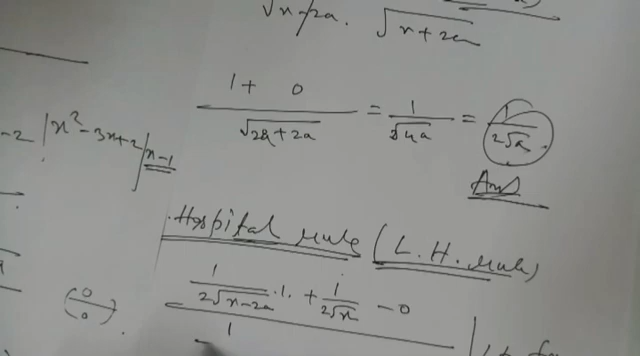 √x-2a . √x+2a
1+ 0 / √2a+2a = 1/√4a = 1/2√a
Ans
-2 | x²-3x+2 | x-1
Hospital rule (L.H. rule)
(0/0) 1/2√x-2a .1. + 1/2√x - 0
1